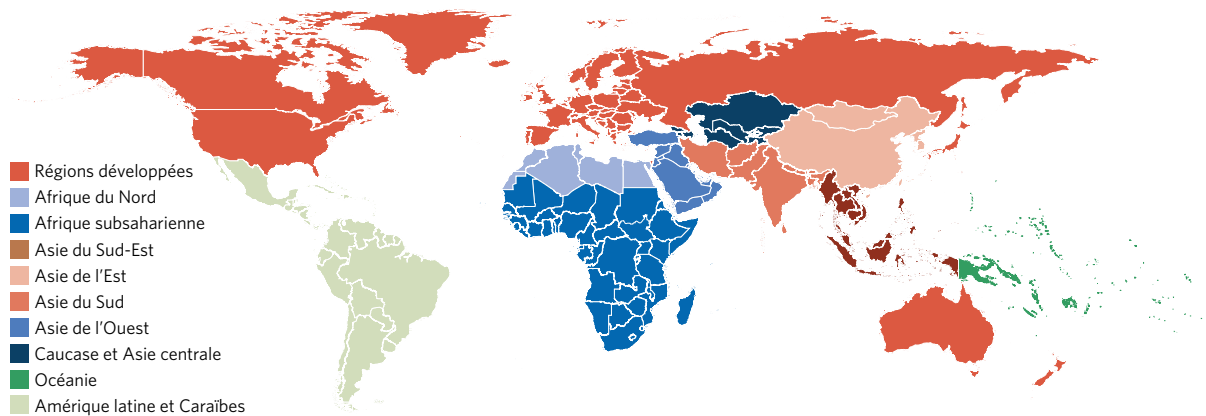 Régions développées
Afrique du Nord
Afrique subsaharienne
Asie du Sud-Est
Asie de l’Est
Asie du Sud
Asie de l’Ouest
Caucase et Asie centrale
Océanie
Amérique latine et Caraïbes